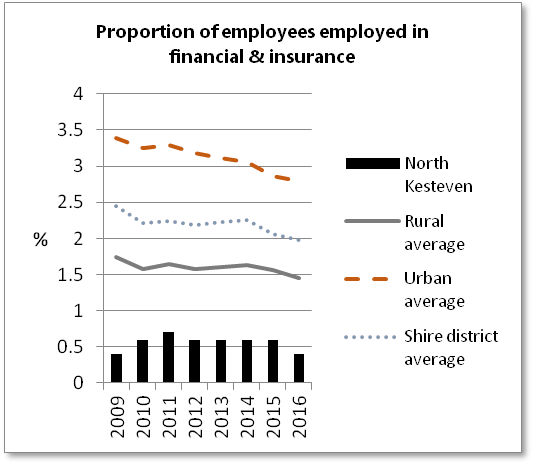 Proportion of employees employed in
financial & insurance
4
3.5
3
2.5
2
1.5
1
0.5
0
%
2009
2010
2011
2012
2013
2014
2015
2016
North
Kesteven
Rural
average
Urban
average
Shire district
average